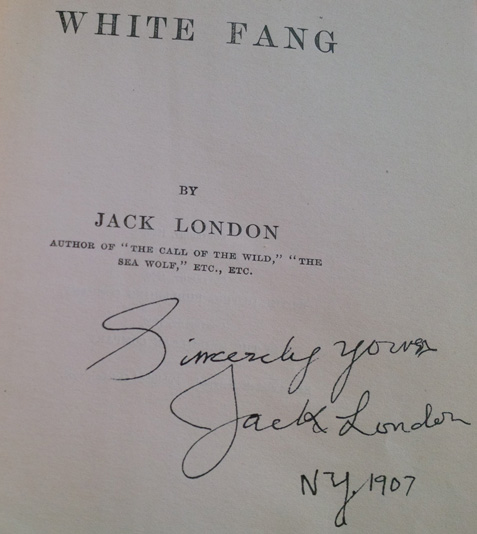 WHITE FANG
BY
JACK LONDON
AUTHOR OF "THE CALL OF THE WILD," "THE
SEA WOLF," ETC., ETC.
Sincerely yours
Jack London
NY, 1907